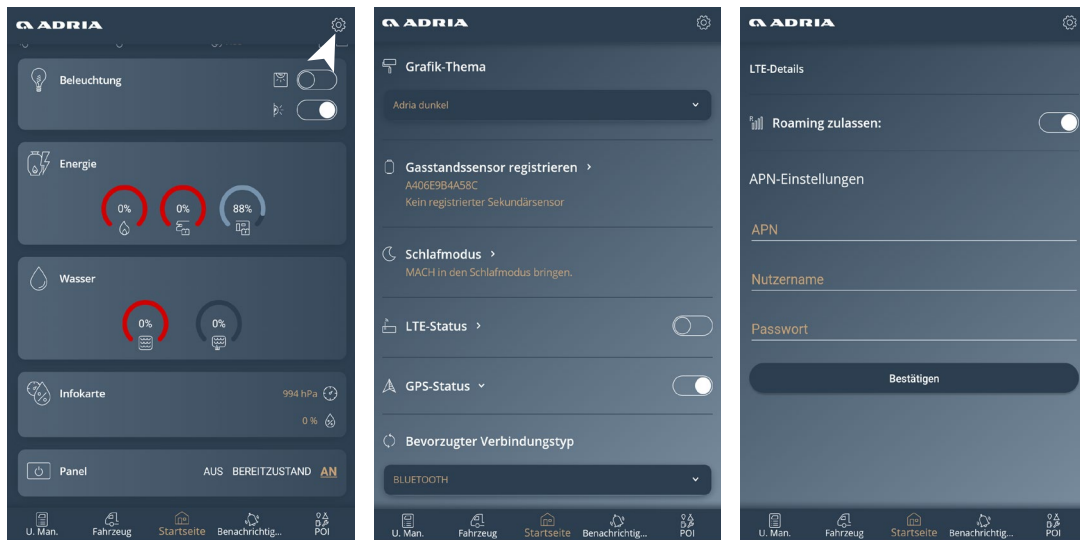 ADRIA
Beleuchtung
Energie
0% 0% 88%
Wasser
0% 0%
Infokarte
994 hPa
0 %
Panel AUS BEREITZUSTAND AN
U. Man. Fahrzeug Startseite Benachrichtig... POI
ADRIA
Grafik-Thema
Adria dunkel
Gasstandssensor registrieren >
A406E9B4A58C
Kein registrierter Sekundärsensor
Schlafmodus >
MACH in den Schlafmodus bringen.
LTE-Status >
GPS-Status
Bevorzugter Verbindungstyp
BLUETOOTH
U. Man. Fahrzeug Startseite Benachrichtig... POI
ADRIA
LTE-Details
R Roaming zulassen:
APN-Einstellungen
APN
Nutzername
Passwort
Bestätigen
U. Man. Fahrzeug Startseite Benachrichtig... POI